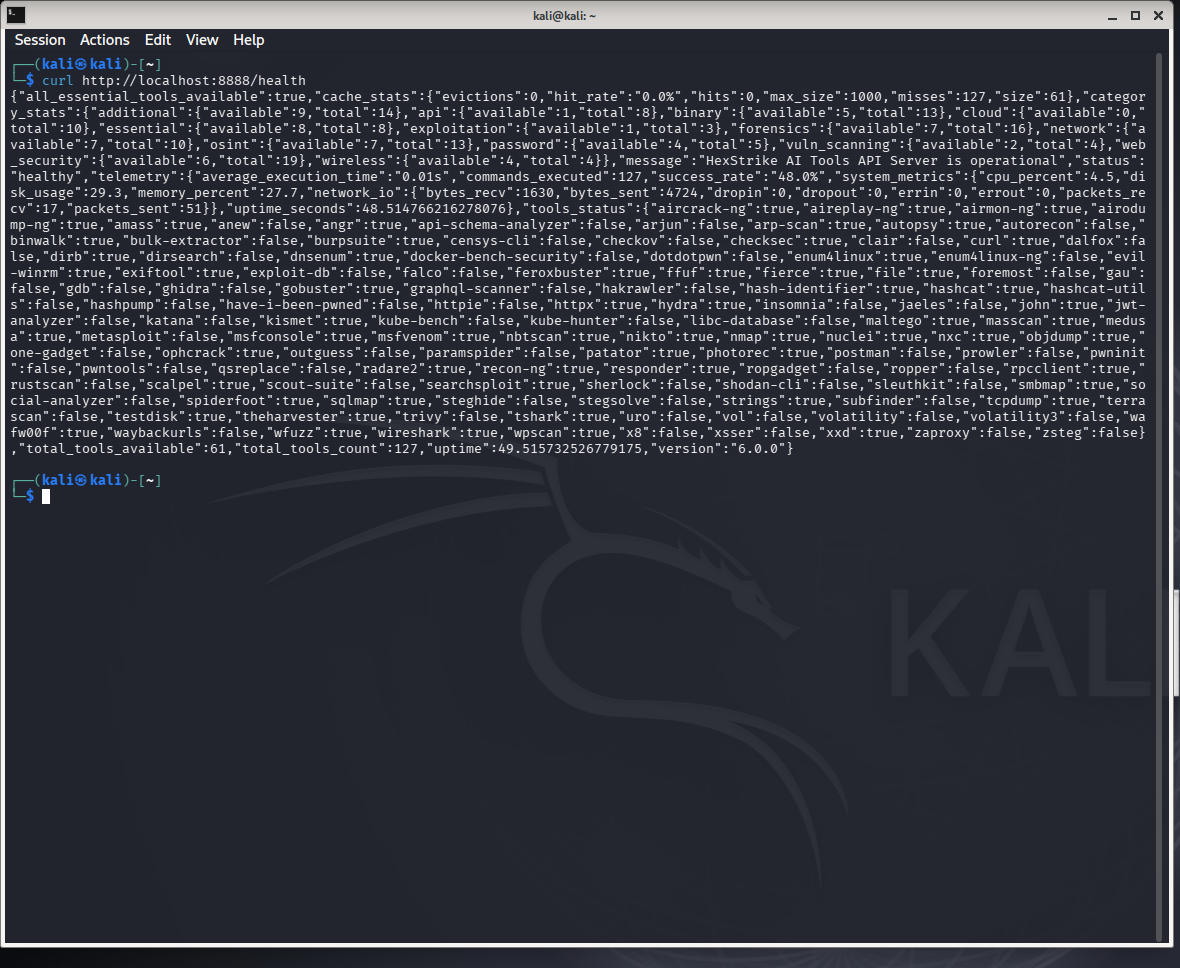 kali@kali: ~
Session Actions Edit View Help
┌──(kali㉿kali)-[~]
└─$ curl http://localhost:8888/health
{"all_essential_tools_available":true,"cache_stats":{"evictions":0,"hit_rate":"0.0%","hits":0,"max_size":1000,"misses":127,"size":61},"categor
y_stats":{"additional":{"available":9,"total":14},"api":{"available":1,"total":8},"binary":{"available":5,"total":13},"cloud":{"available":0,"
total":10},"essential":{"available":8,"total":8},"exploitation":{"available":1,"total":3},"forensics":{"available":7,"total":16},"network":{"a
vailable":7,"total":10},"osint":{"available":7,"total":13},"password":{"available":4,"total":5},"vuln_scanning":{"available":2,"total":4},"web
_security":{"available":6,"total":19},"wireless":{"available":4,"total":4}},"message":"HexStrike AI Tools API Server is operational","status":
"healthy","telemetry":{"average_execution_time":"0.01s","commands_executed":127,"success_rate":"48.0%","system_metrics":{"cpu_percent":4.5,"di
sk_usage":29.3,"memory_percent":27.7,"network_io":{"bytes_recv":1630,"bytes_sent":4724,"dropin":0,"dropout":0,"errin":0,"errout":0,"packets_re
cv":17,"packets_sent":51}},"uptime_seconds":48.514766216278076},"tools_status":{"aircrack-ng":true,"aireplay-ng":true,"airmon-ng":true,"airodu
mp-ng":true,"amass":true,"anew":false,"angr":true,"api-schema-analyzer":false,"arjun":false,"arp-scan":true,"autopsy":true,"autorecon":false,"
binwalk":true,"bulk-extractor":false,"burpsuite":true,"censys-cli":false,"checkov":false,"checksec":true,"clair":false,"curl":true,"dalfox":fa
lse,"dirb":true,"dirsearch":false,"dnsenum":true,"docker-bench-security":false,"dotdotpwn":false,"enum4linux":true,"enum4linux-ng":false,"evil
-winrm":true,"exiftool":true,"exploit-db":false,"falco":false,"feroxbuster":true,"ffuf":true,"fierce":true,"file":true,"foremost":false,"gau":
false,"gdb":false,"ghidra":false,"gobuster":true,"graphql-scanner":false,"hakrawler":false,"hash-identifier":true,"hashcat":true,"hashcat-util
s":false,"hashpump":false,"have-i-been-pwned":false,"httpie":false,"httpx":true,"hydra":true,"insomnia":false,"jaeles":false,"john":true,"jwt-
analyzer":false,"katana":false,"kismet":true,"kube-bench":false,"kube-hunter":false,"libc-database":false,"maltego":true,"masscan":true,"medus
a":true,"metasploit":false,"msfconsole":true,"msfvenom":true,"nbtscan":true,"nikto":true,"nmap":true,"nuclei":true,"nxc":true,"objdump":true,"
one-gadget":false,"ophcrack":true,"outguess":false,"paramspider":false,"patator":true,"photorec":true,"postman":false,"prowler":false,"pwninit
":false,"pwntools":false,"qsreplace":false,"radare2":true,"recon-ng":true,"responder":true,"ropgadget":false,"ropper":false,"rpcclient":true,"
rustscan":false,"scalpel":true,"scout-suite":false,"searchsploit":true,"sherlock":false,"shodan-cli":false,"sleuthkit":false,"smbmap":true,"so
cial-analyzer":false,"spiderfoot":true,"sqlmap":true,"steghide":false,"stegsolve":false,"strings":true,"subfinder":false,"tcpdump":true,"terra
scan":false,"testdisk":true,"theharvester":true,"trivy":false,"tshark":true,"uro":false,"vol":false,"volatility":false,"volatility3":false,"wa
fw00f":true,"waybackurls":false,"wfuzz":true,"wireshark":true,"wpscan":true,"x8":false,"xsser":false,"xxd":true,"zaproxy":false,"zsteg":false}
,"total_tools_available":61,"total_tools_count":127,"uptime":49.515732526779175,"version":"6.0.0"}
┌──(kali㉿kali)-[~]
└─$
KAL